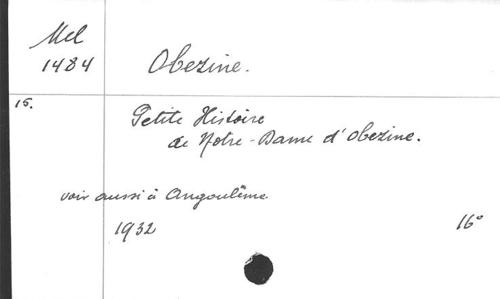 Mel
1484
Obezine.
15.
Petite Histoire
de Notre-Dame d'Obezine.
voir aussi à Angoulême
1932
16°